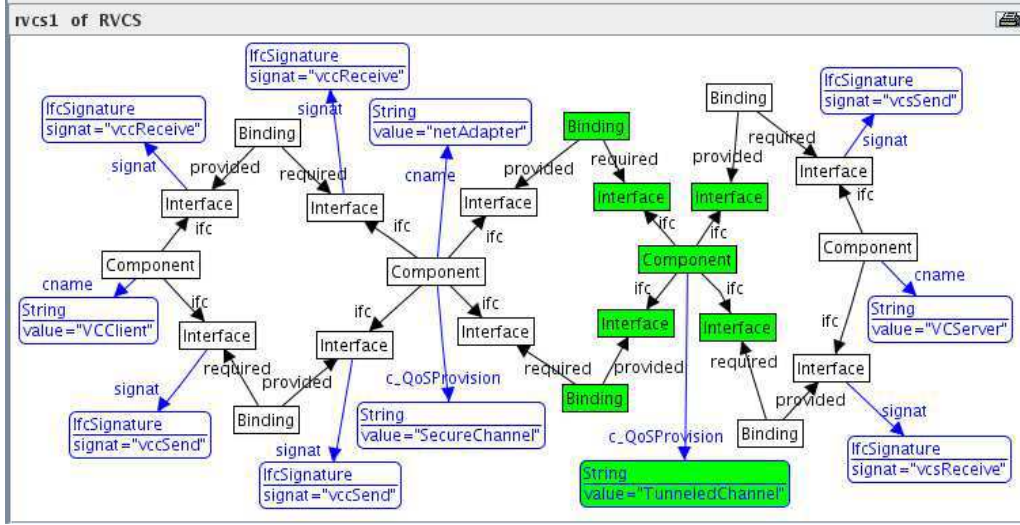 rvcs1 of RVCS
IfcSignature
signat="vccReceive"
IfcSignature
signat="vccReceive"
String
value="netAdapter"
Binding
IfcSignature
signat="vcsSend"
signat
Binding
Binding
signat
provided
required
cname
provided
required
provided
required
signat
Interface
Interface
Interface
Interface
Interface
Interface
ifc
ifc
ifc
ifc
ifc
ifc
Component
Component
Component
Component
cname
String
value="VCClient"
ifc
ifc
ifc
ifc
ifc
ifc
cname
String
value="VCServer"
Interface
Interface
Interface
Interface
Interface
Interface
required
provided
required
provided
required
provided
signat
c_QoSProvision
Binding
Binding
Binding
signat
IfcSignature
signat="vccSend"
String
value="SecureChannel"
signat
c_QoSProvision
IfcSignature
signat="vccSend"
String
value="TunneledChannel"
IfcSignature
signat="vcsReceive"